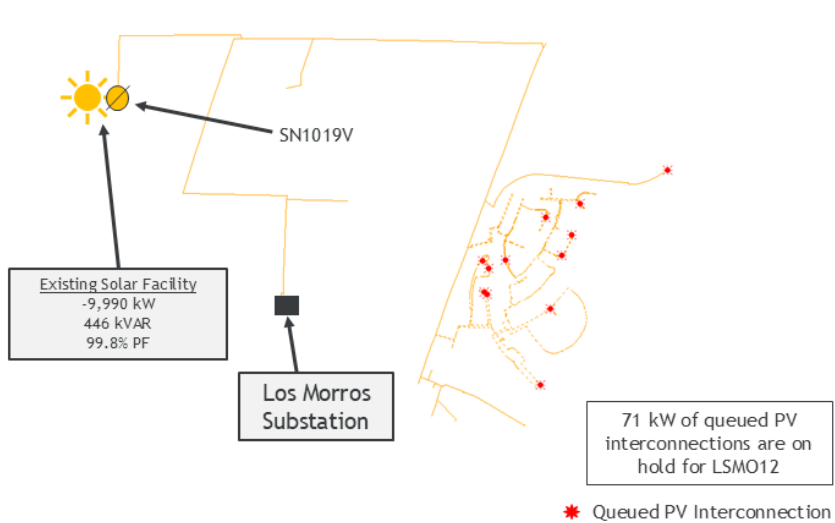 SN1019V
Existing Solar Facility
-9,990 kW
446 kVAR
99.8% PF
Los Morros
Substation
71 kW of queued PV
interconnections are on
hold for LSMO12
Queued PV Interconnection